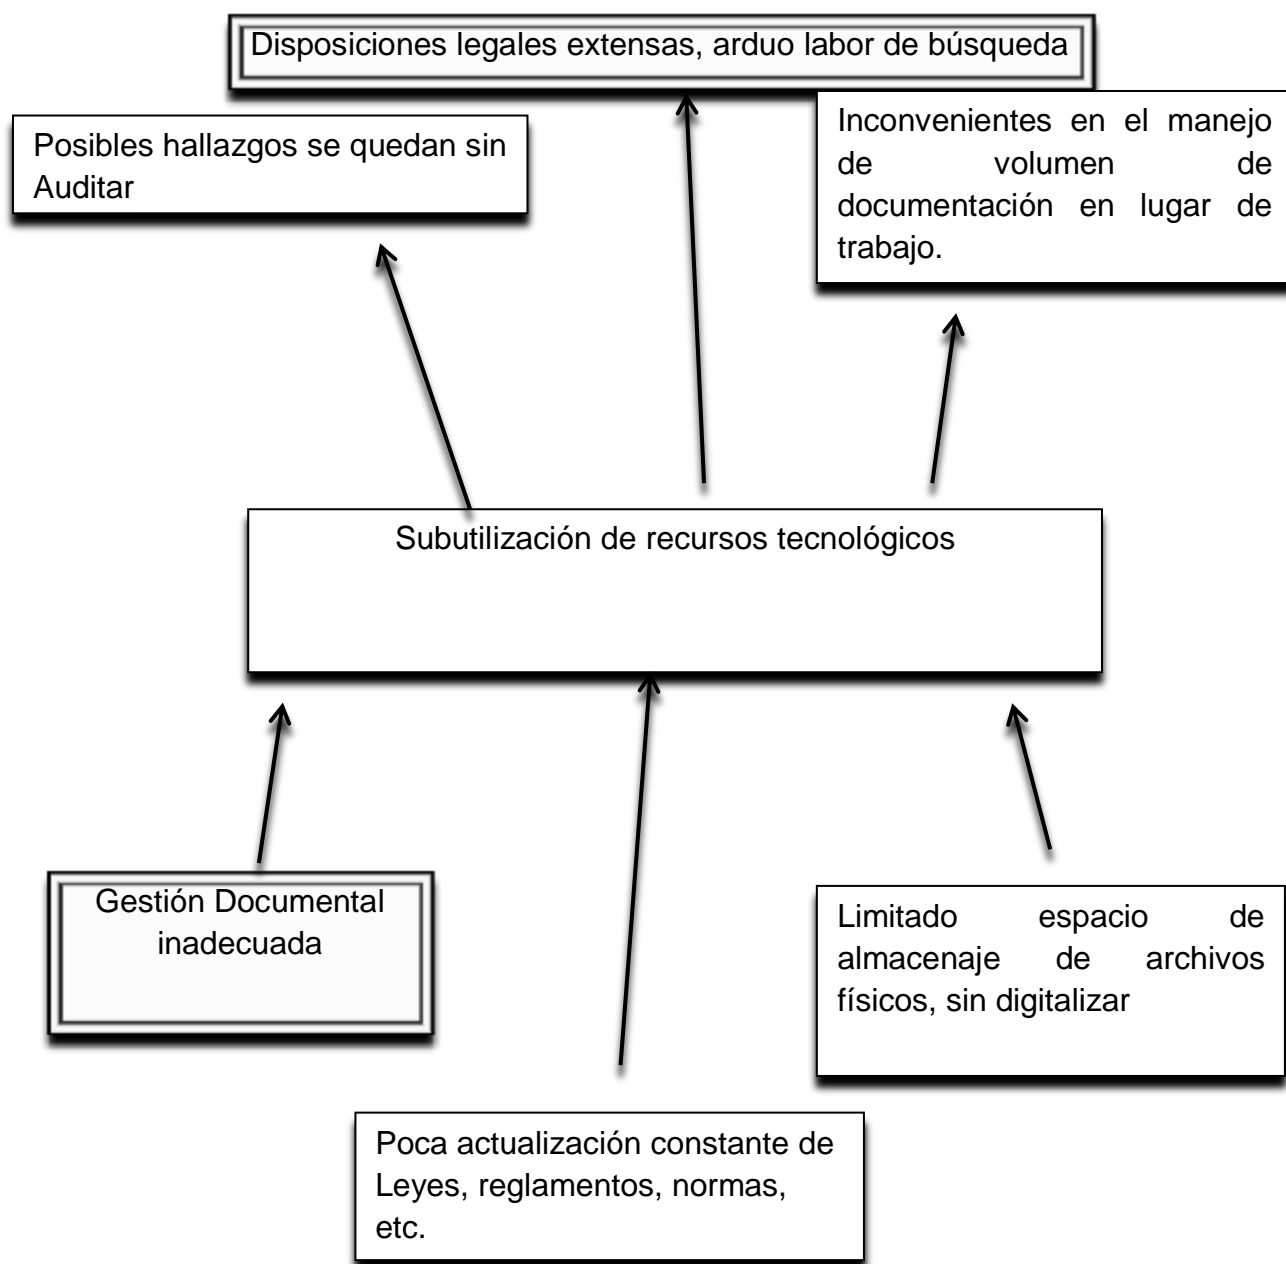 Disposiciones legales extensas, arduo labor de búsqueda
Posibles hallazgos se quedan sin
Auditar
Inconvenientes en el manejo
de volumen de
documentación en lugar de
trabajo.
Subutilización de recursos tecnológicos
Gestión Documental
inadecuada
Limitado espacio de
almacenaje de archivos
físicos, sin digitalizar
Poca actualización constante de
Leyes, reglamentos, normas,
etc.